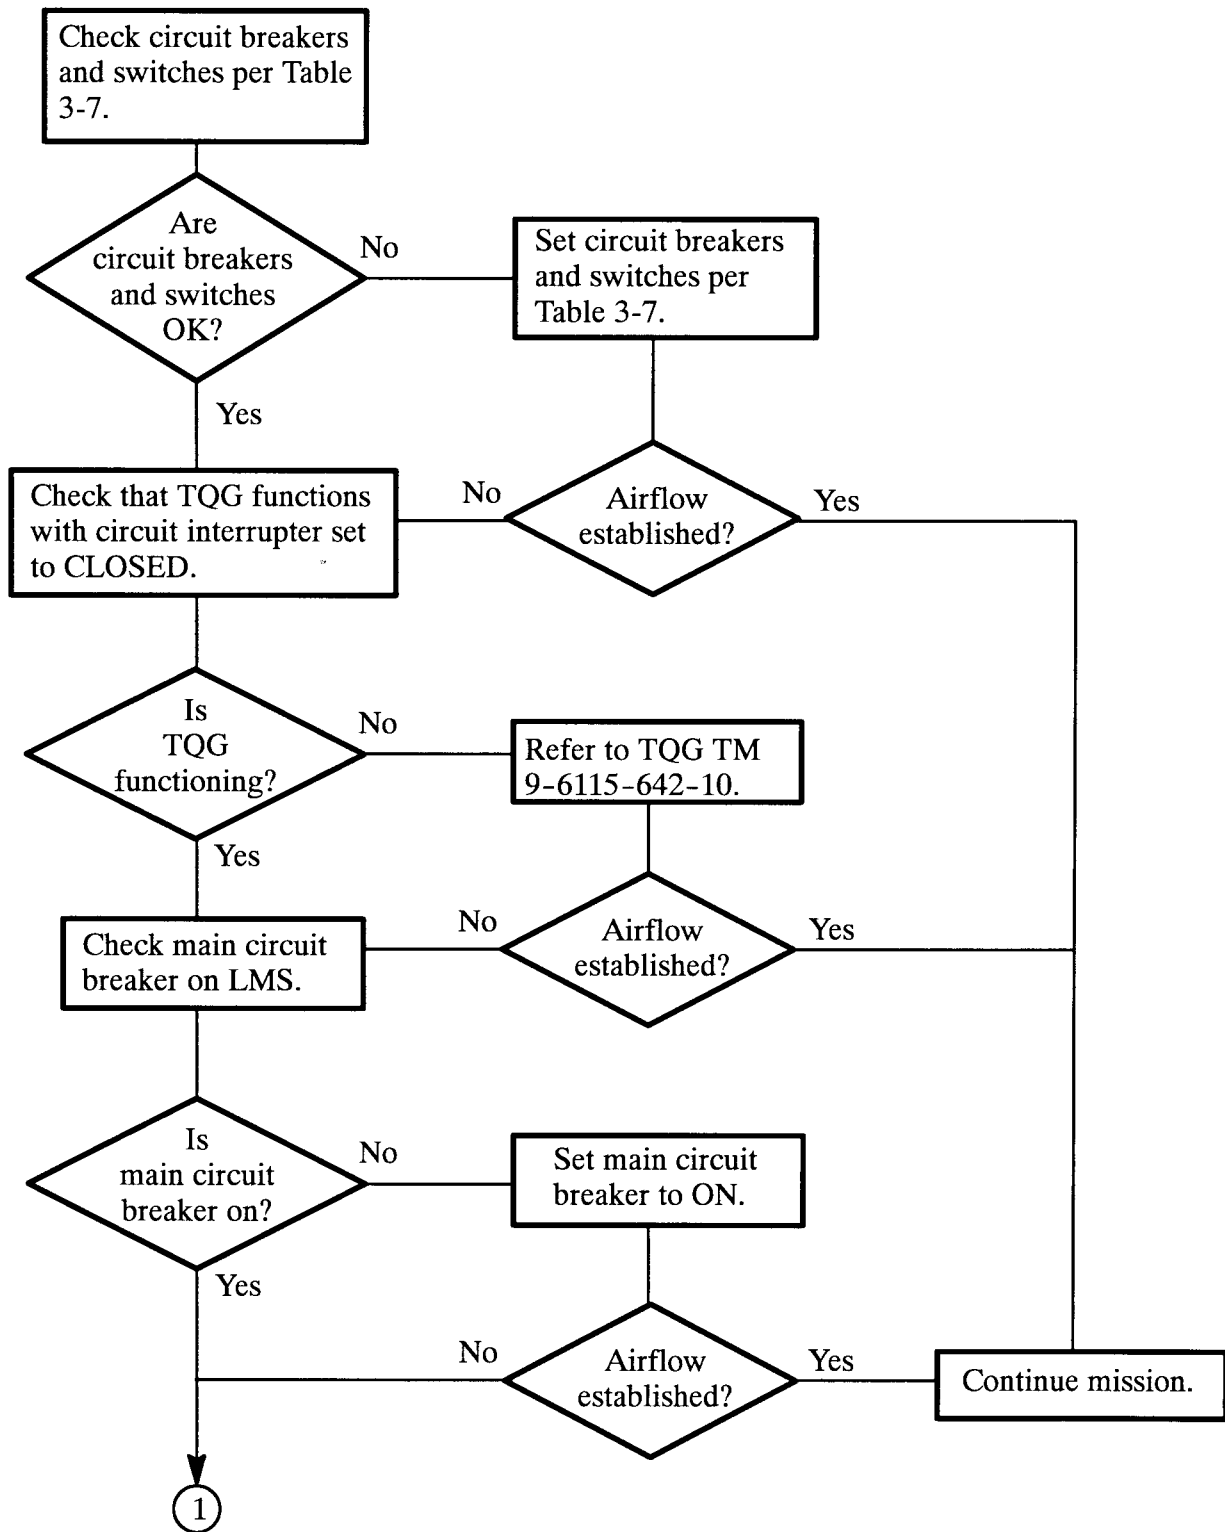 Check circuit breakers
and switches per Table
3-7.
Are
circuit breakers
and switches
OK?
No
Set circuit breakers
and switches per
Table 3-7.
Yes
Check that TQG functions
with circuit interrupter set
to CLOSED.
No
Airflow
established?
Yes
Is
TQG
functioning?
No
Refer to TQG TM
9-6115-642-10.
Yes
Check main circuit
breaker on LMS.
No
Airflow
established?
Yes
Is
main circuit
breaker on?
No
Set main circuit
breaker to ON.
Yes
No
Airflow
established?
Yes
Continue mission.
1